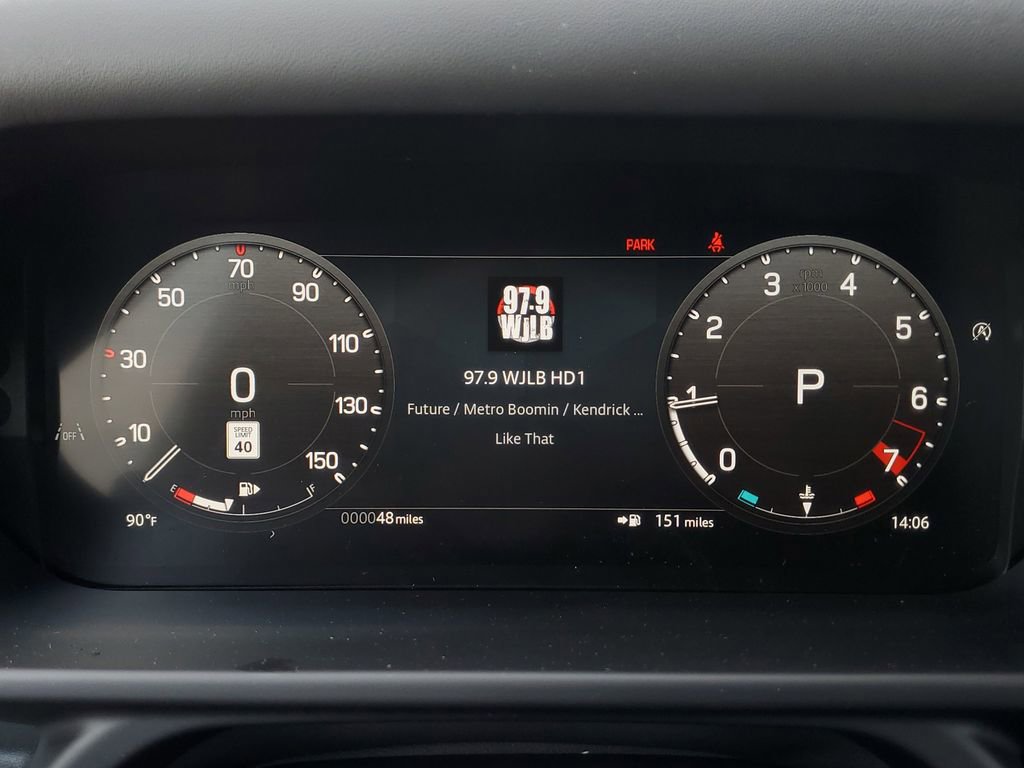 PARK
70
mph
50
90
30
110
0
mph
130
10
SPEED
LIMIT
40
150
E
F
OFF
90°F
000048 miles
97.9
WJLB
97.9 WJLB HD1
Future / Metro Boomin / Kendrick ...
Like That
151 miles
rpm
x1000
3
4
2
5
1
P
6
0
7
14:06